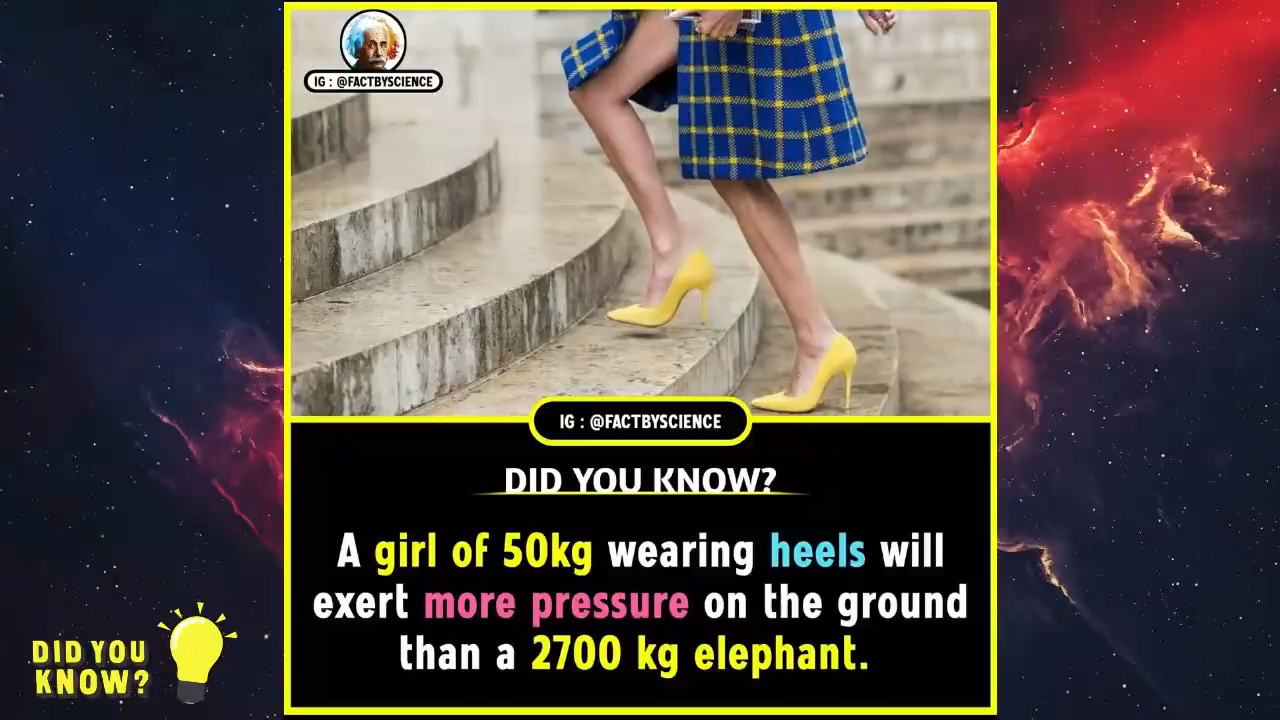 IG : @FACTBYSCIENCE
IG : @FACTBYSCIENCE
DID YOU KNOW?
A girl of 50kg wearing heels will
exert more pressure on the ground
than a 2700 kg elephant.
DID YOU
KNOW?